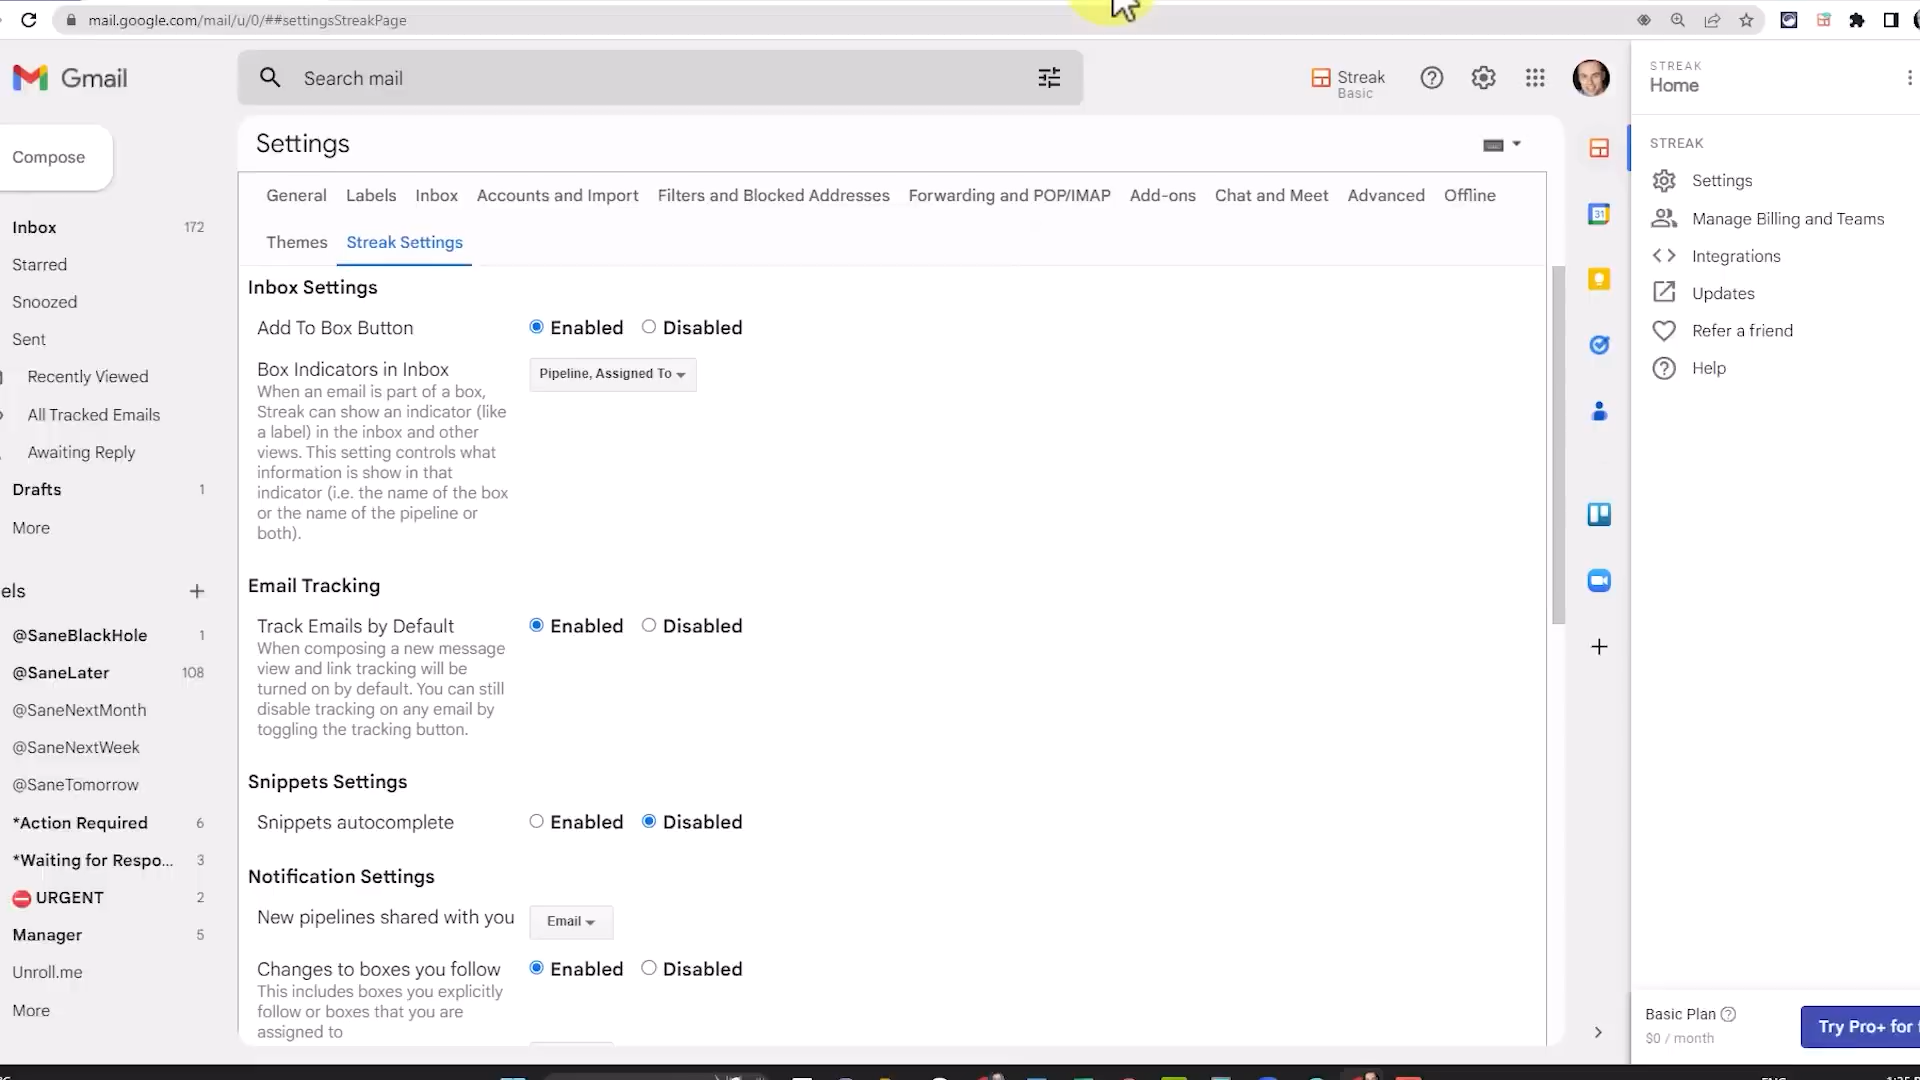 mail.google.com/mail/u/0/##settingsStreakPage
Gmail
Search mail
Streak
Basic
STREAK
Home
Compose
Settings
STREAK
General Labels Inbox Accounts and Import Filters and Blocked Addresses Forwarding and POP/IMAP Add-ons Chat and Meet Advanced Offline
Themes Streak Settings
Inbox 172
Starred
Snoozed
Sent
Recently Viewed
All Tracked Emails
Awaiting Reply
Drafts 1
More
els
@SaneBlackHole 1
@SaneLater 108
@SaneNextMonth
@SaneNextWeek
@SaneTomorrow
*Action Required 6
*Waiting for Respo... 3
URGENT 2
Manager 5
Unroll.me
More
Inbox Settings
Add To Box Button Enabled Disabled
Box Indicators in Inbox Pipeline, Assigned To
When an email is part of a box,
Streak can show an indicator (like
a label) in the inbox and other
views. This setting controls what
information is show in that
indicator (i.e. the name of the box
or the name of the pipeline or
both).
Email Tracking
Track Emails by Default Enabled Disabled
When composing a new message
view and link tracking will be
turned on by default. You can still
disable tracking on any email by
toggling the tracking button.
Snippets Settings
Snippets autocomplete Enabled Disabled
Notification Settings
New pipelines shared with you Email
Changes to boxes you follow Enabled Disabled
This includes boxes you explicitly
follow or boxes that you are
assigned to
31
Settings
Manage Billing and Teams
Integrations
Updates
Refer a friend
Help
Basic Plan
$0 / month
Try Pro+ for